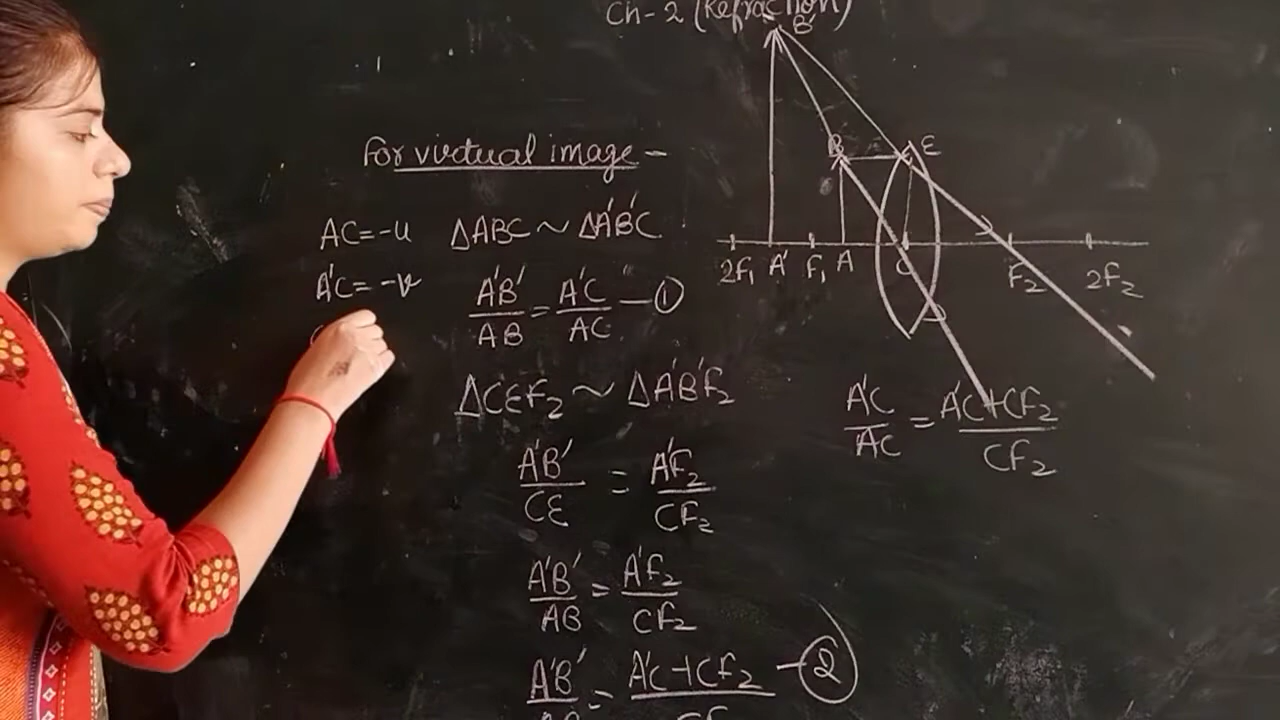 Ch-2 (Refraction)
For virtual image -
AC=-u ΔABC ~ ΔA'B'C
A'C=-v A'B'/AB = A'C/AC —①
ΔCEF₂ ~ ΔA'B'F₂
A'B'/CE = A'F₂/CF₂
A'B'/AB = A'F₂/CF₂
A'B'/AB = A'C+CF₂/CF —②
B'
B E
2F₁ A' F₁ A C F₂ 2F₂
A'C/AC = A'C+CF₂/CF₂